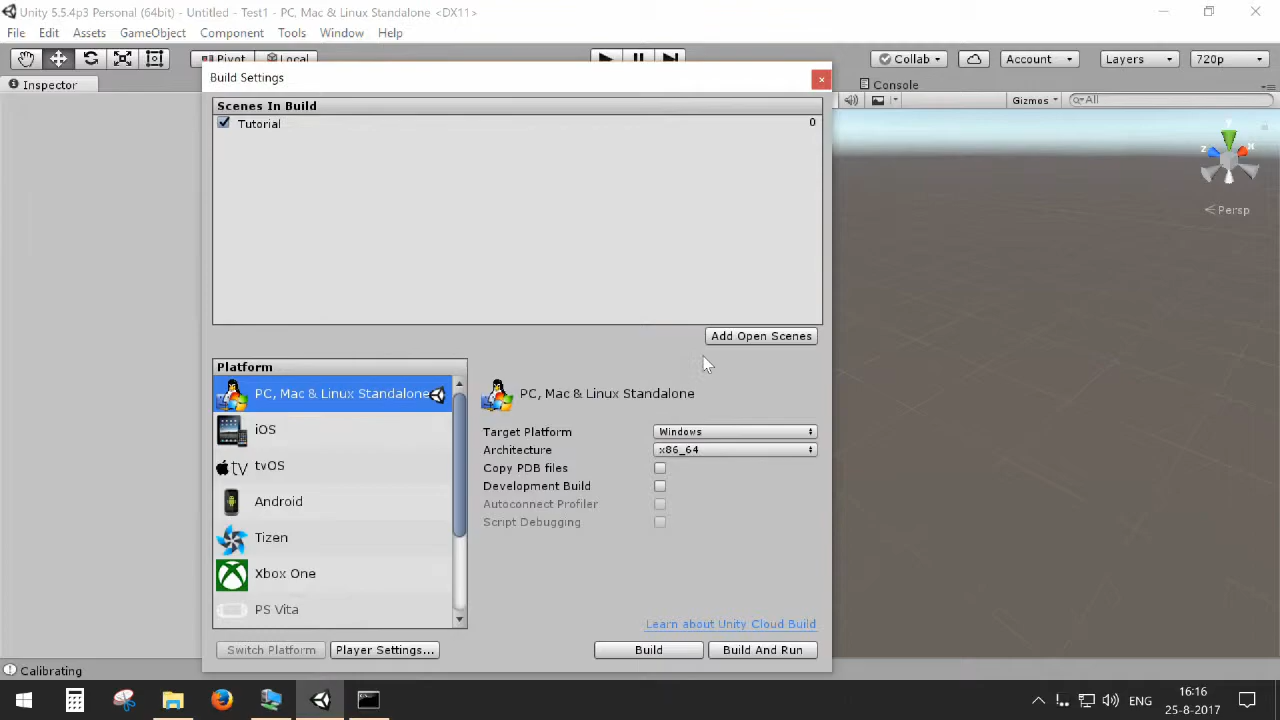 Unity 5.5.4p3 Personal (64bit) - Untitled - Test1 - PC, Mac & Linux Standalone <DX11>
File Edit Assets GameObject Component Tools Window Help
Pivot Local Collab Account Layers 720p
Inspector Build Settings Console
Gizmos All
Scenes In Build
Tutorial 0
y
z x
Persp
Add Open Scenes
Platform
PC, Mac & Linux Standalone PC, Mac & Linux Standalone
iOS Target Platform Windows
Architecture x86_64
tv tvOS Copy PDB files
Development Build
Android Autoconnect Profiler
Script Debugging
Tizen
Xbox One
PS Vita
Learn about Unity Cloud Build
Switch Platform Player Settings... Build Build And Run
Calibrating
ENG 16:16
25-8-2017